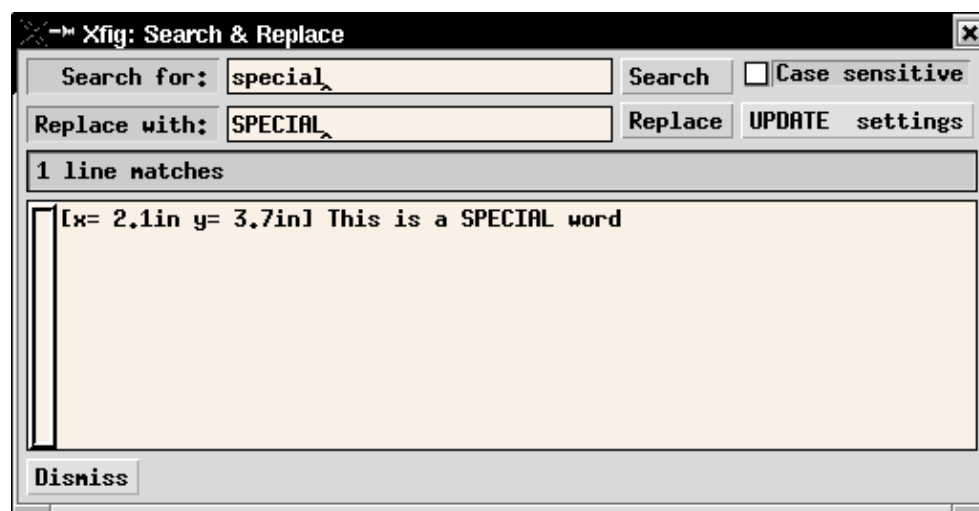 Xfig: Search & Replace
Search for: special Search Case sensitive
Replace with: SPECIAL Replace UPDATE settings
1 line matches
[x= 2.1in y= 3.7in] This is a SPECIAL word
Dismiss